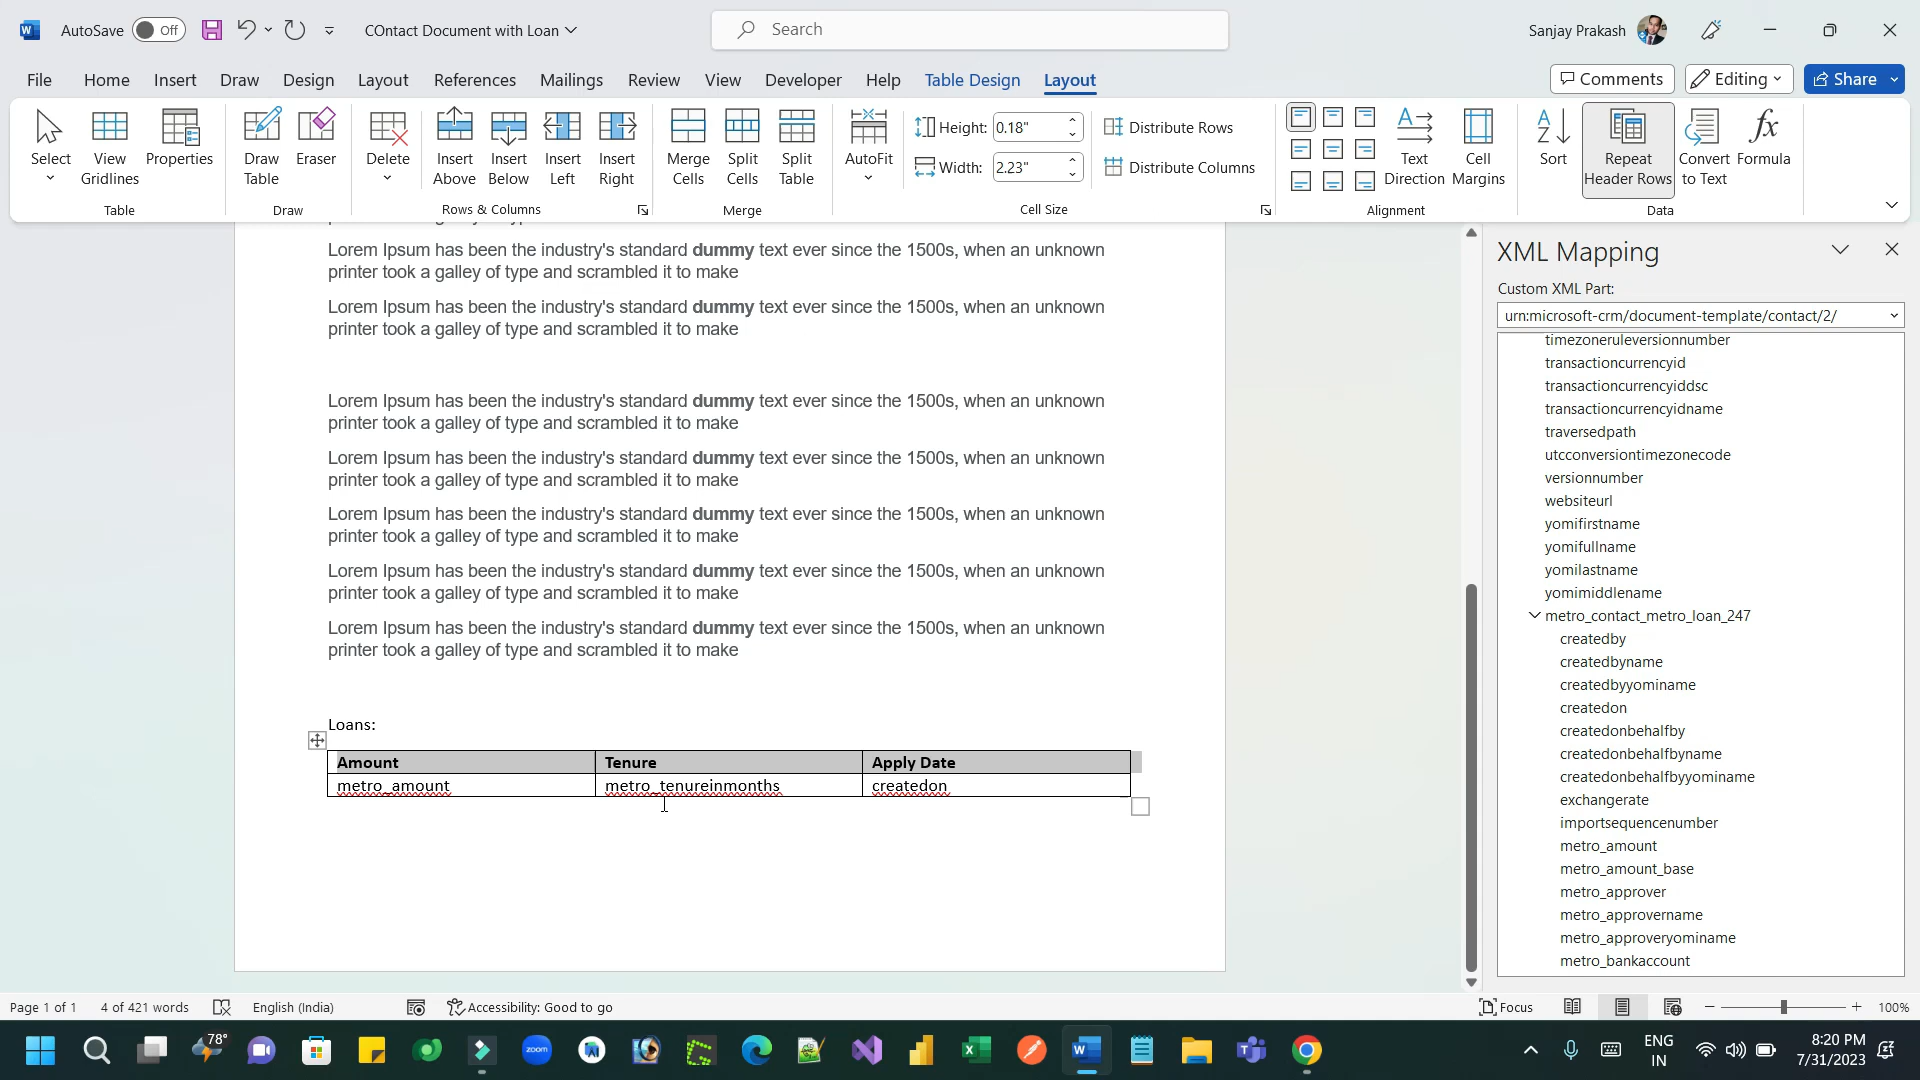 AutoSave Off COntact Document with Loan Search Sanjay Prakash
File Home Insert Draw Design Layout References Mailings Review View Developer Help Table Design Layout Comments Editing Share
Select View Gridlines Properties Draw Table Eraser Delete Insert Above Insert Below Insert Left Insert Right Merge Cells Split Cells Split Table AutoFit Height: 0.18" Width: 2.23" Distribute Rows Distribute Columns Text Direction Cell Margins Sort Repeat Header Rows Convert to Text Formula
Table Draw Rows & Columns Merge Cell Size Alignment Data
Lorem Ipsum has been the industry's standard dummy text ever since the 1500s, when an unknown
printer took a galley of type and scrambled it to make
Lorem Ipsum has been the industry's standard dummy text ever since the 1500s, when an unknown
printer took a galley of type and scrambled it to make
Lorem Ipsum has been the industry's standard dummy text ever since the 1500s, when an unknown
printer took a galley of type and scrambled it to make
Lorem Ipsum has been the industry's standard dummy text ever since the 1500s, when an unknown
printer took a galley of type and scrambled it to make
Lorem Ipsum has been the industry's standard dummy text ever since the 1500s, when an unknown
printer took a galley of type and scrambled it to make
Lorem Ipsum has been the industry's standard dummy text ever since the 1500s, when an unknown
printer took a galley of type and scrambled it to make
Lorem Ipsum has been the industry's standard dummy text ever since the 1500s, when an unknown
printer took a galley of type and scrambled it to make
Loans:
Amount Tenure Apply Date
metro_amount metro_tenureinmonths createdon
XML Mapping
Custom XML Part:
urn:microsoft-crm/document-template/contact/2/
timezoneruleversionnumber
transactioncurrencyid
transactioncurrencyiddsc
transactioncurrencyidname
traversedpath
utcconversiontimezonecode
versionnumber
websiteurl
yomifirstname
yomifullname
yomilastname
yomimiddlename
metro_contact_metro_loan_247
createdby
createdbyname
createdbyyominame
createdon
createdonbehalfby
createdonbehalfbyname
createdonbehalfbyyominame
exchangerate
importsequencenumber
metro_amount
metro_amount_base
metro_approver
metro_approvername
metro_approveryominame
metro_bankaccount
Page 1 of 1 4 of 421 words English (India) Accessibility: Good to go Focus 100%
78° zoom ENG IN 8:20 PM 7/31/2023